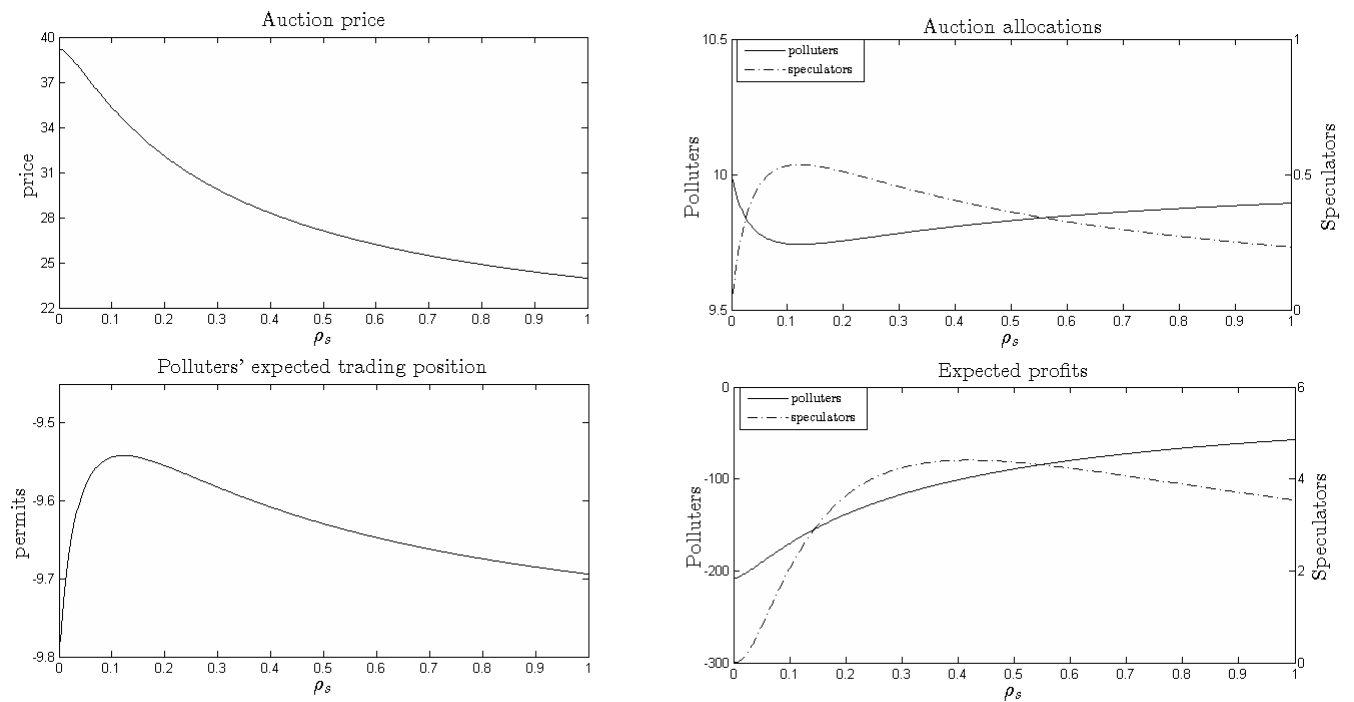 Auction price
40
37
34
31
28
25
22
price
0 0.1 0.2 0.3 0.4 0.5 0.6 0.7 0.8 0.9 1
ρs
Auction allocations
10.5
10
9.5
Polluters
polluters
speculators
1
0.5
0
Speculators
0 0.1 0.2 0.3 0.4 0.5 0.6 0.7 0.8 0.9 1
ρs
Polluters' expected trading position
-9.5
-9.6
-9.7
-9.8
permits
0 0.1 0.2 0.3 0.4 0.5 0.6 0.7 0.8 0.9 1
ρs
Expected profits
0
-100
-200
-300
Polluters
polluters
speculators
6
4
2
0
Speculators
0 0.1 0.2 0.3 0.4 0.5 0.6 0.7 0.8 0.9 1
ρs